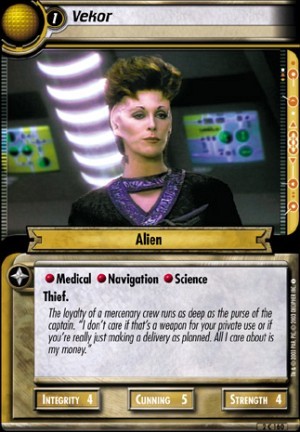 1 Vekor
Alien
Medical Navigation Science
Thief.
The loyalty of a mercenary crew runs as deep as the purse of the
captain. "I don't care if that's a weapon for your private use or if
you're really just making a delivery as planned. All I care about is
my money."
INTEGRITY 4 CUNNING 5 STRENGTH 4